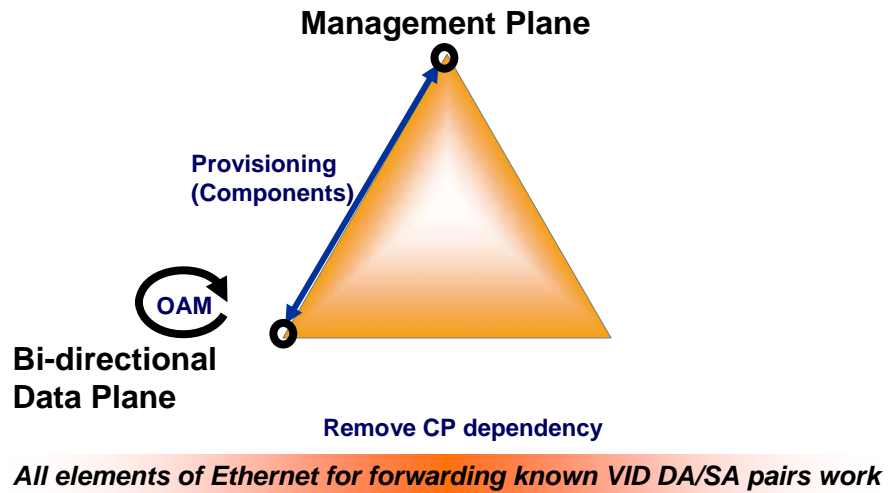 Management Plane
Provisioning
(Components)
OAM
Bi-directional
Data Plane
Remove CP dependency
All elements of Ethernet for forwarding known VID DA/SA pairs work